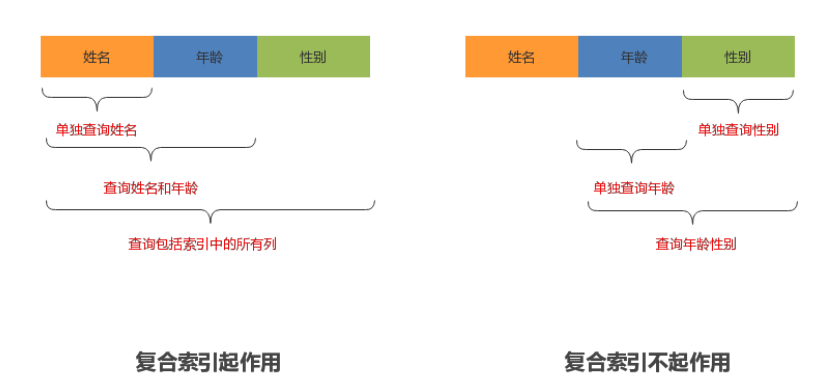 姓名 年龄 性别
单独查询姓名
查询姓名和年龄
查询包括索引中的所有列
复合索引起作用
姓名 年龄 性别
单独查询性别
单独查询年龄
查询年龄性别
复合索引不起作用